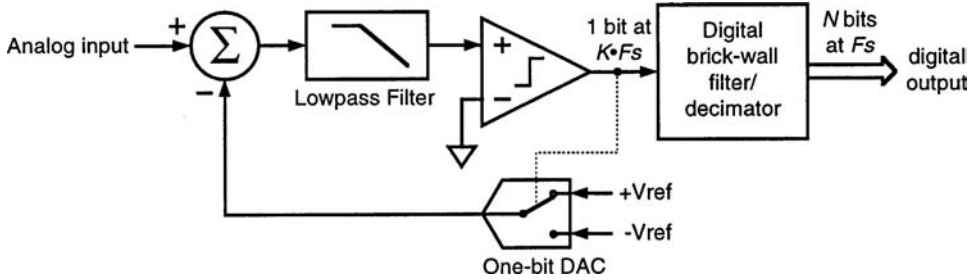 Analog input
+
Σ
−
Lowpass Filter
+
−
1 bit at
K•Fs
Digital
brick-wall
filter/
decimator
N bits
at Fs
digital
output
+Vref
-Vref
One-bit DAC